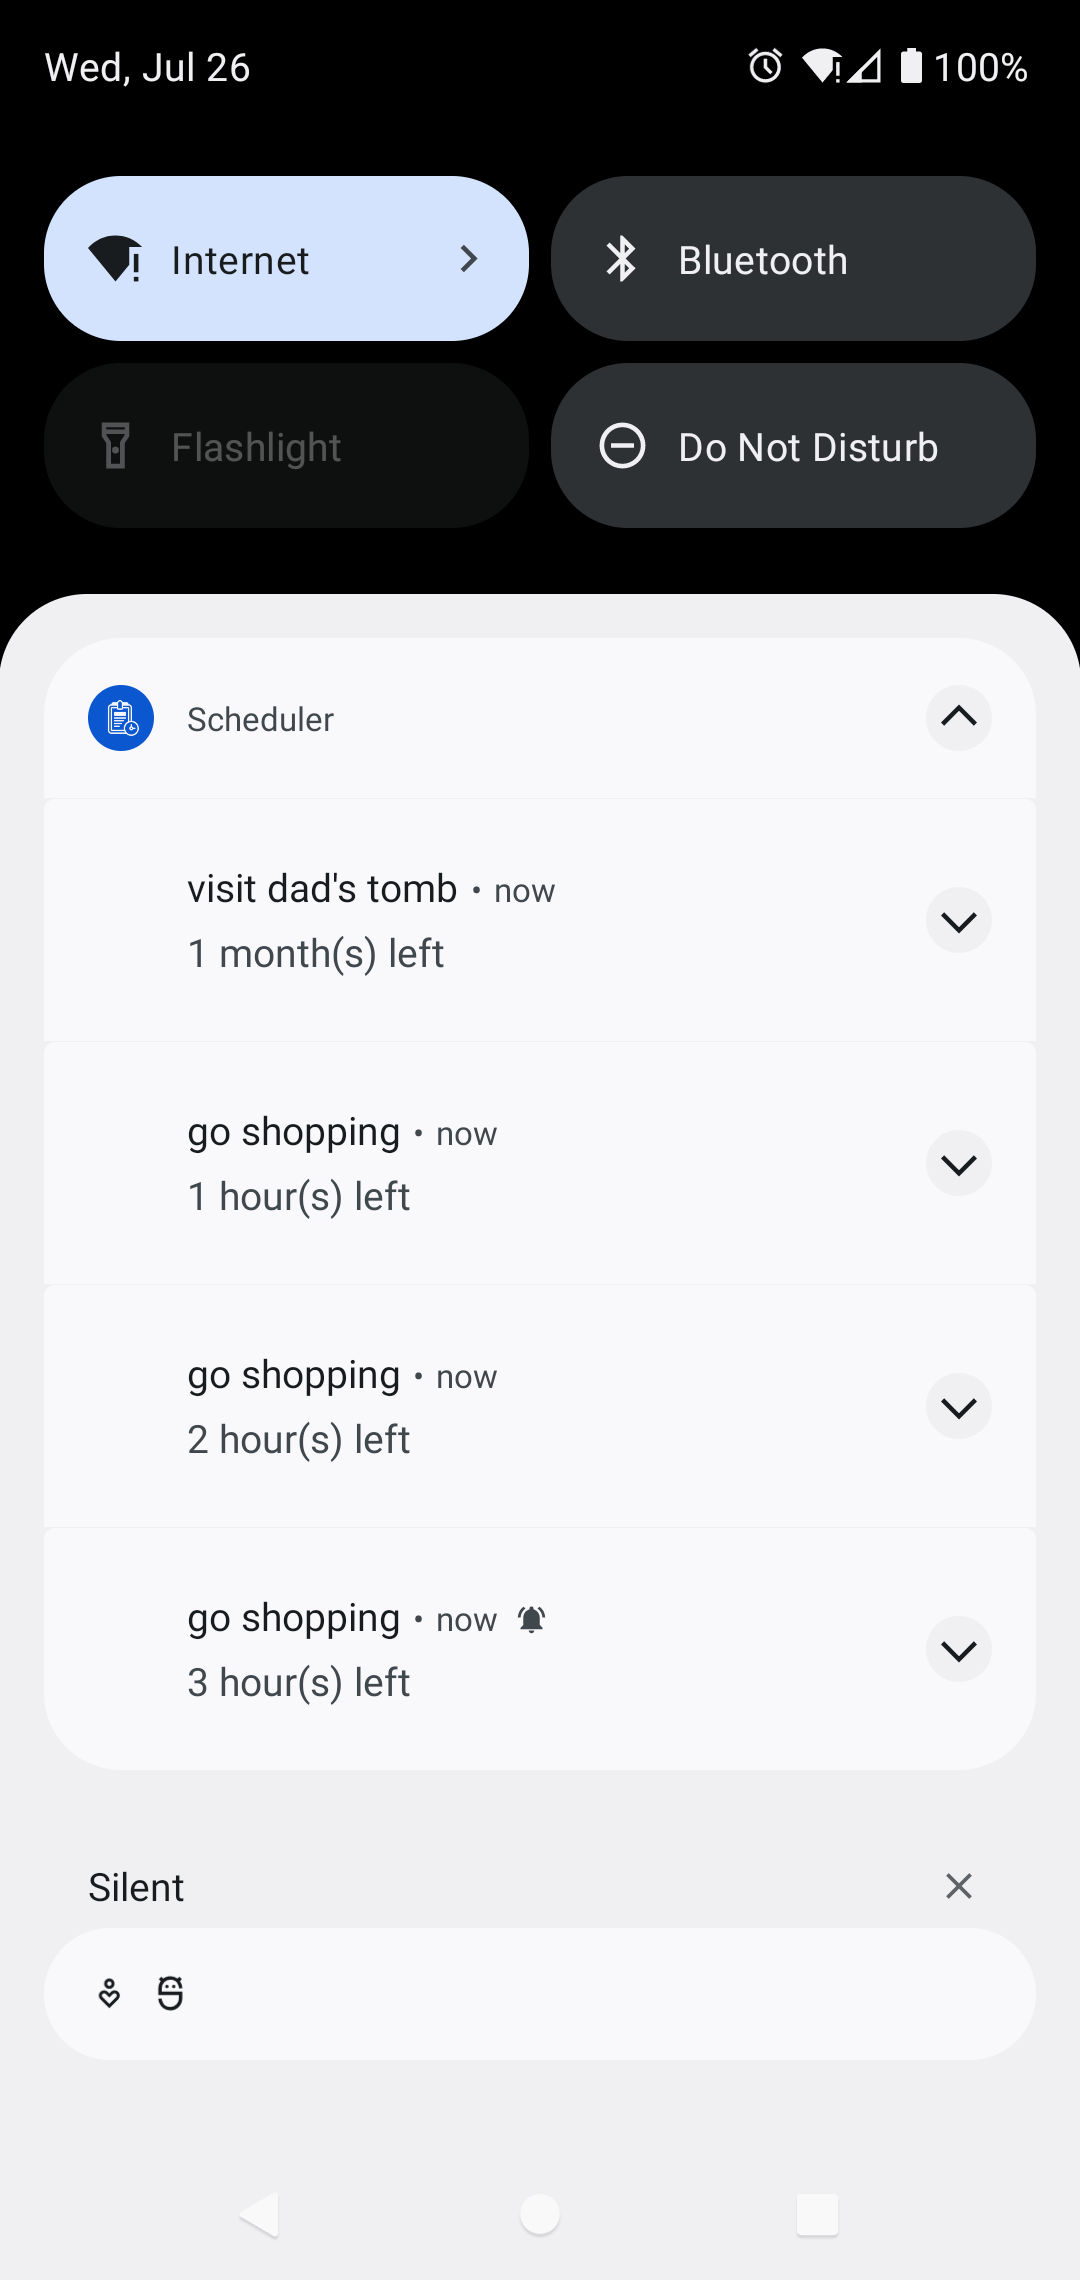 Wed, Jul 26
100%
Internet
Bluetooth
Flashlight
Do Not Disturb
Scheduler
visit dad's tomb • now
1 month(s) left
go shopping • now
1 hour(s) left
go shopping • now
2 hour(s) left
go shopping • now
3 hour(s) left
Silent